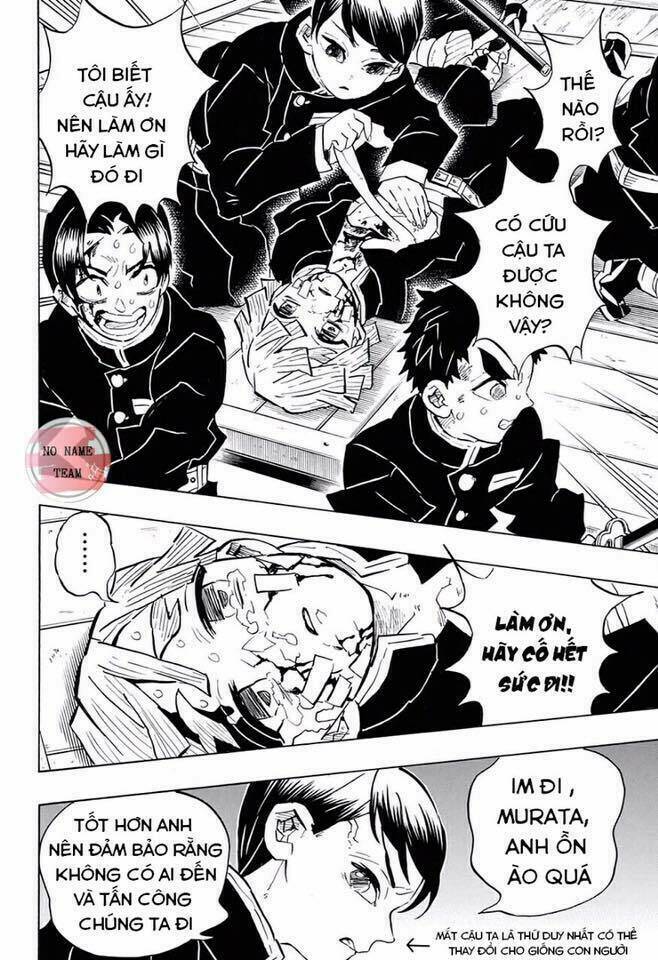 THẾ
NÀO
RỒI?
CÓ CỨU
CẬU TA
ĐƯỢC
KHÔNG
VẬY?
TÔI BIẾT
CẬU ẤY!
NÊN LÀM ƠN
HÃY LÀM GÌ
ĐÓ ĐI
NO NAME
TEAM
LÀM ƠN,
HÃY CỐ HẾT
SỨC ĐI!!
......
IM ĐI,
MURATA,
ANH ỒN
ÀO QUÁ
TỐT HƠN ANH
NÊN ĐẢM BẢO RẰNG
KHÔNG CÓ AI ĐẾN
VÀ TẤN CÔNG
CHÚNG TA ĐI
MẮT CẬU TA LÀ THỨ DUY NHẤT CÓ THỂ
THAY ĐỔI CHO GIỐNG CON NGƯỜI